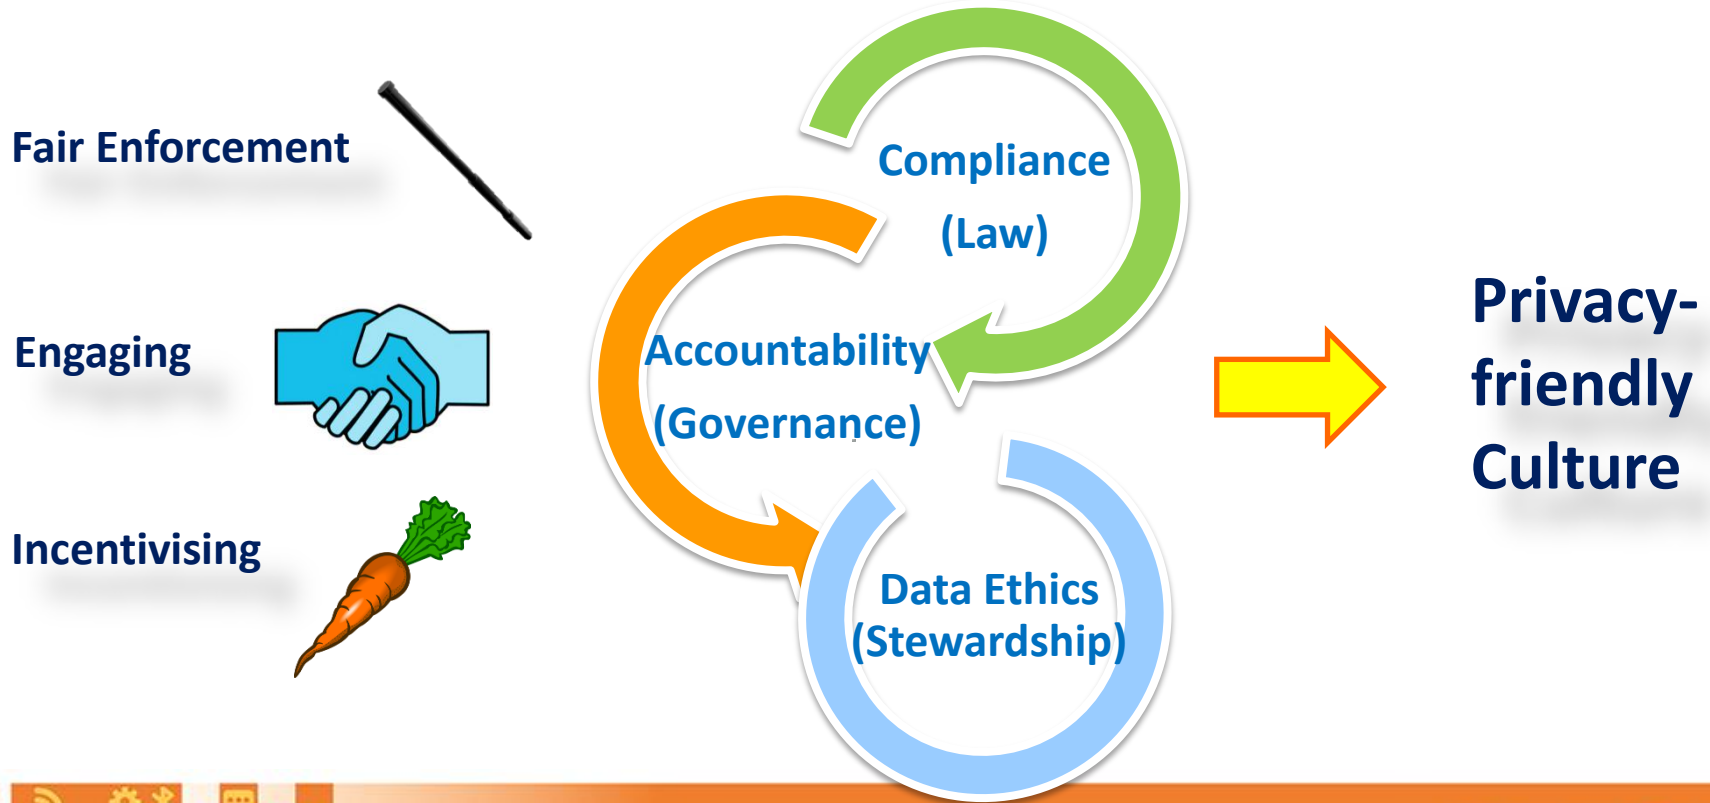 Fair Enforcement
Engaging
Incentivising
Compliance
(Law)
Accountability
(Governance)
Data Ethics
(Stewardship)
Privacy-
friendly
Culture